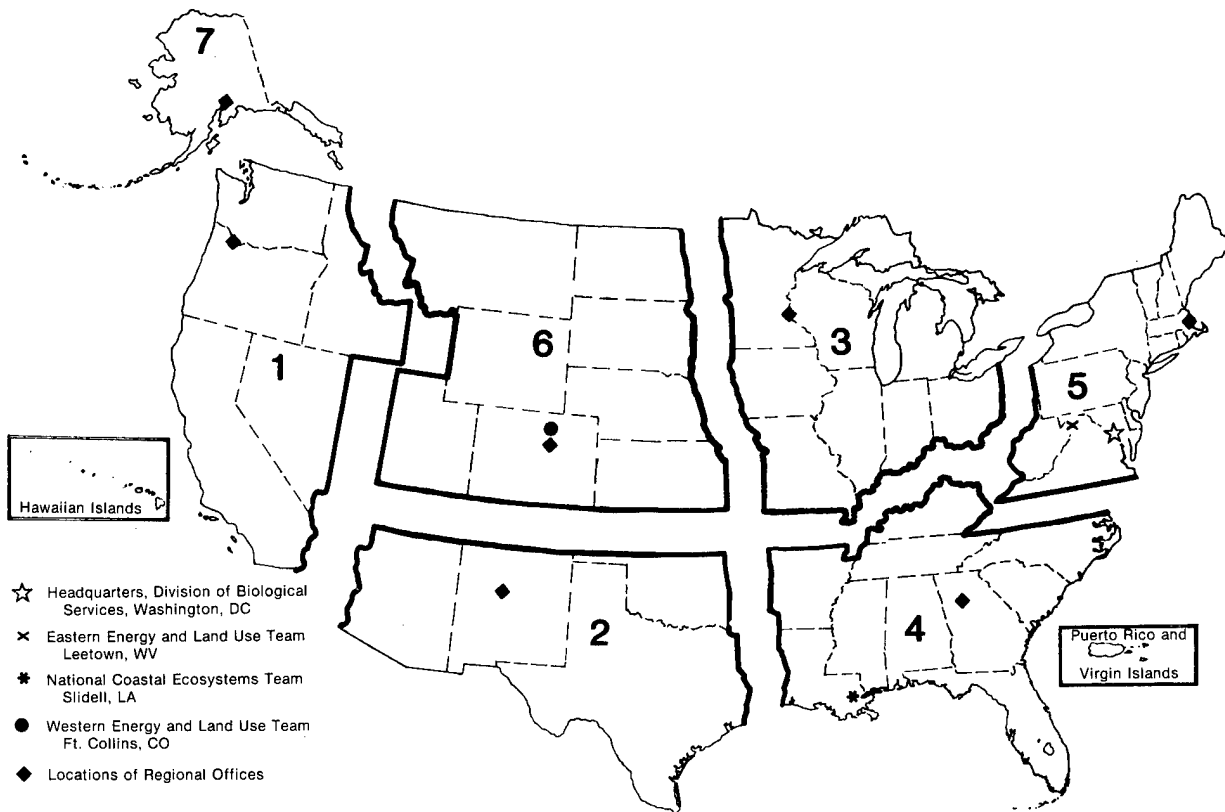 7
1
6
3
5
2
4
Hawaiian Islands
Puerto Rico and
Virgin Islands
Headquarters, Division of Biological
Services, Washington, DC
Eastern Energy and Land Use Team
Leetown, WV
National Coastal Ecosystems Team
Slidell, LA
Western Energy and Land Use Team
Ft. Collins, CO
Locations of Regional Offices